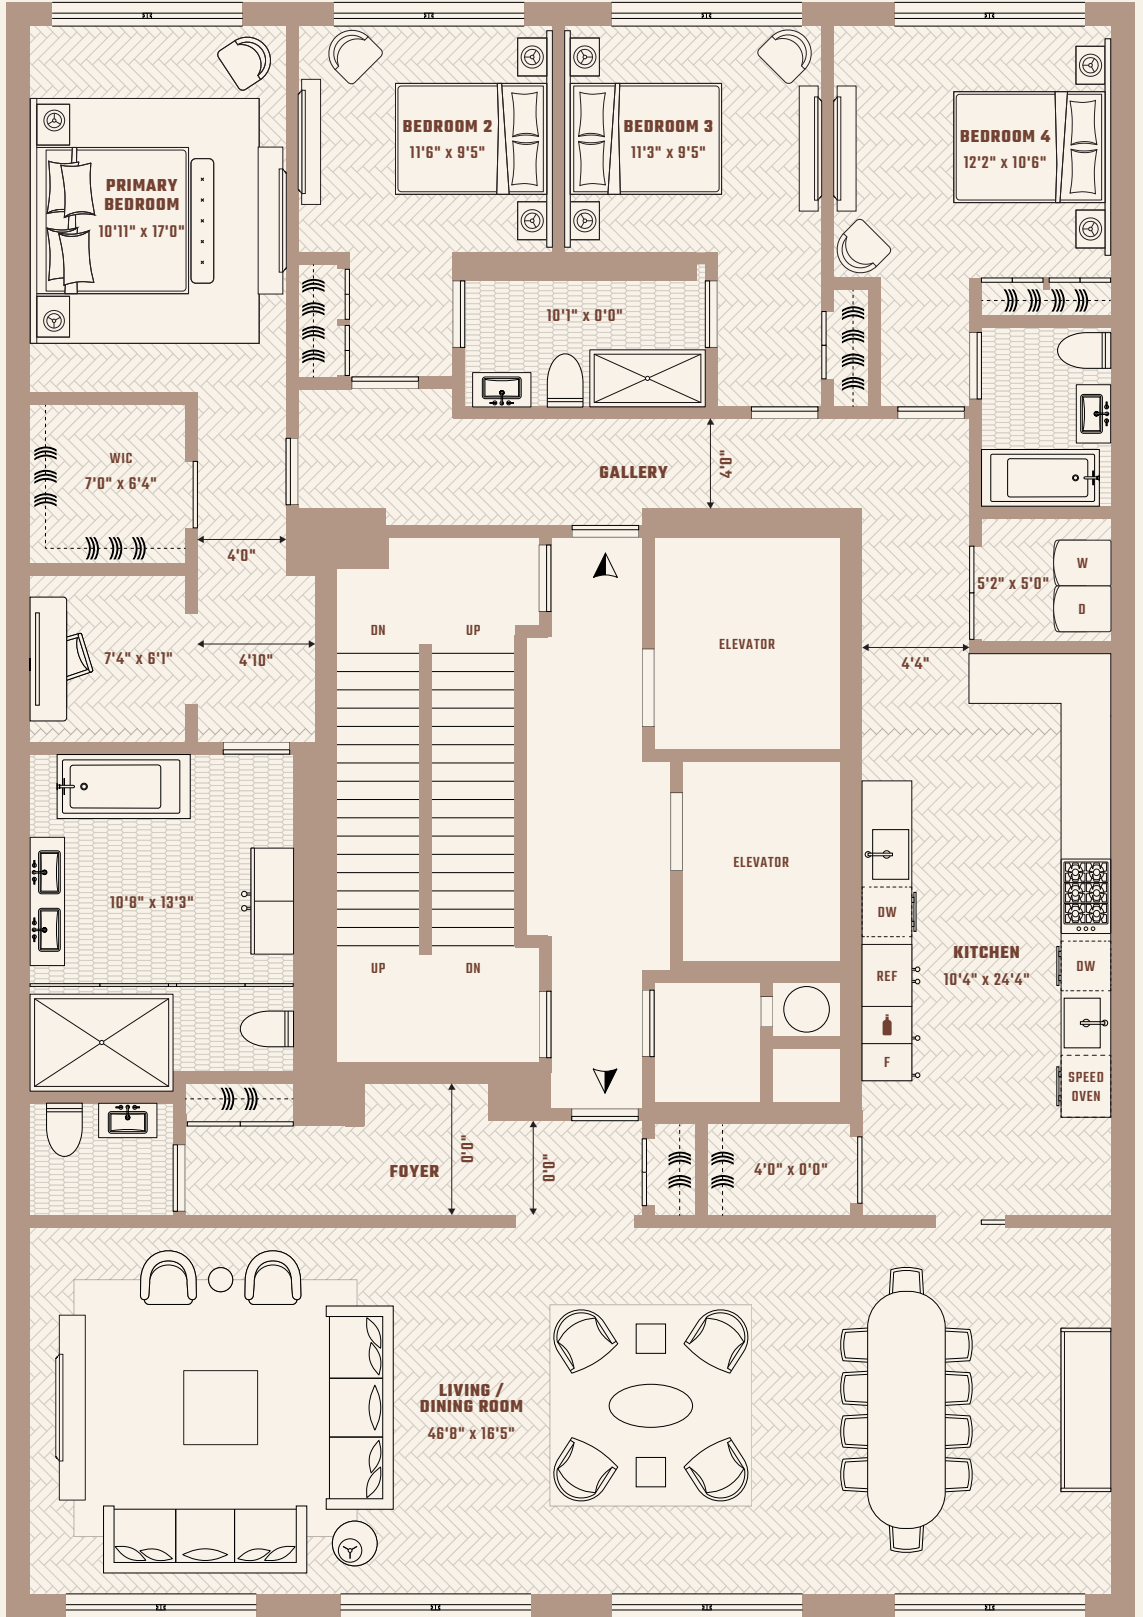 BEDROOM 2
11'6" x 9'5"
BEDROOM 3
11'3" x 9'5"
BEDROOM 4
12'2" x 10'6"
PRIMARY
BEDROOM
10'11" x 17'0"
10'1" x 0'0"
WIC
7'0" x 6'4"
GALLERY
4'0"
4'0"
5'2" x 5'0"
W
D
DN
UP
ELEVATOR
7'4" x 6'1"
4'10"
4'4"
ELEVATOR
10'8" x 13'3"
DW
KITCHEN
10'4" x 24'4"
UP
DN
REF
DW
F
SPEED
OVEN
FOYER
0'0"
0'0"
4'0" x 0'0"
LIVING /
DINING ROOM
46'8" x 16'5"